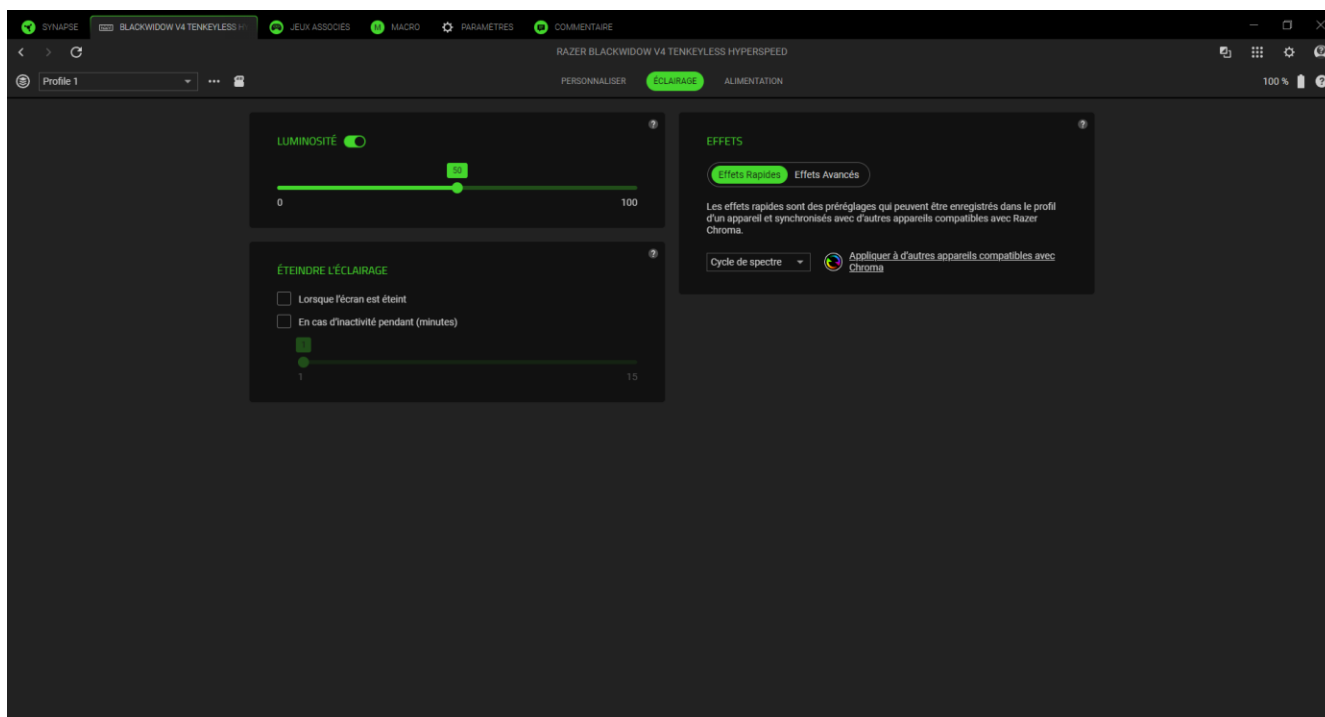 SYNAPSE
BLACKWIDOW V4 TENKEYLESS H
JEUX ASSOCIÉS
M MACRO
PARAMÈTRES
COMMENTAIRE
RAZER BLACKWIDOW V4 TENKEYLESS HYPERSPEED
Profile 1
PERSONNALISER
ÉCLAIRAGE
ALIMENTATION
100 %
LUMINOSITÉ
50
0
100
ÉTEINDRE L'ÉCLAIRAGE
Lorsque l'écran est éteint
En cas d'inactivité pendant (minutes)
1
1
15
EFFETS
Effets Rapides
Effets Avancés
Les effets rapides sont des préréglages qui peuvent être enregistrés dans le profil
d'un appareil et synchronisés avec d'autres appareils compatibles avec Razer
Chroma.
Cycle de spectre
Appliquer à d'autres appareils compatibles avec
Chroma